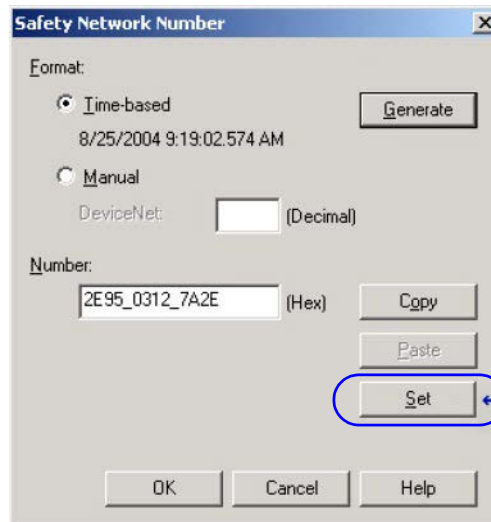 Safety Network Number
Format:
Time-based
Generate
8/25/2004 9:19:02.574 AM
Manual
DeviceNet:
(Decimal)
Number:
2E95_0312_7A2E
(Hex)
Copy
Paste
Set
OK
Cancel
Help